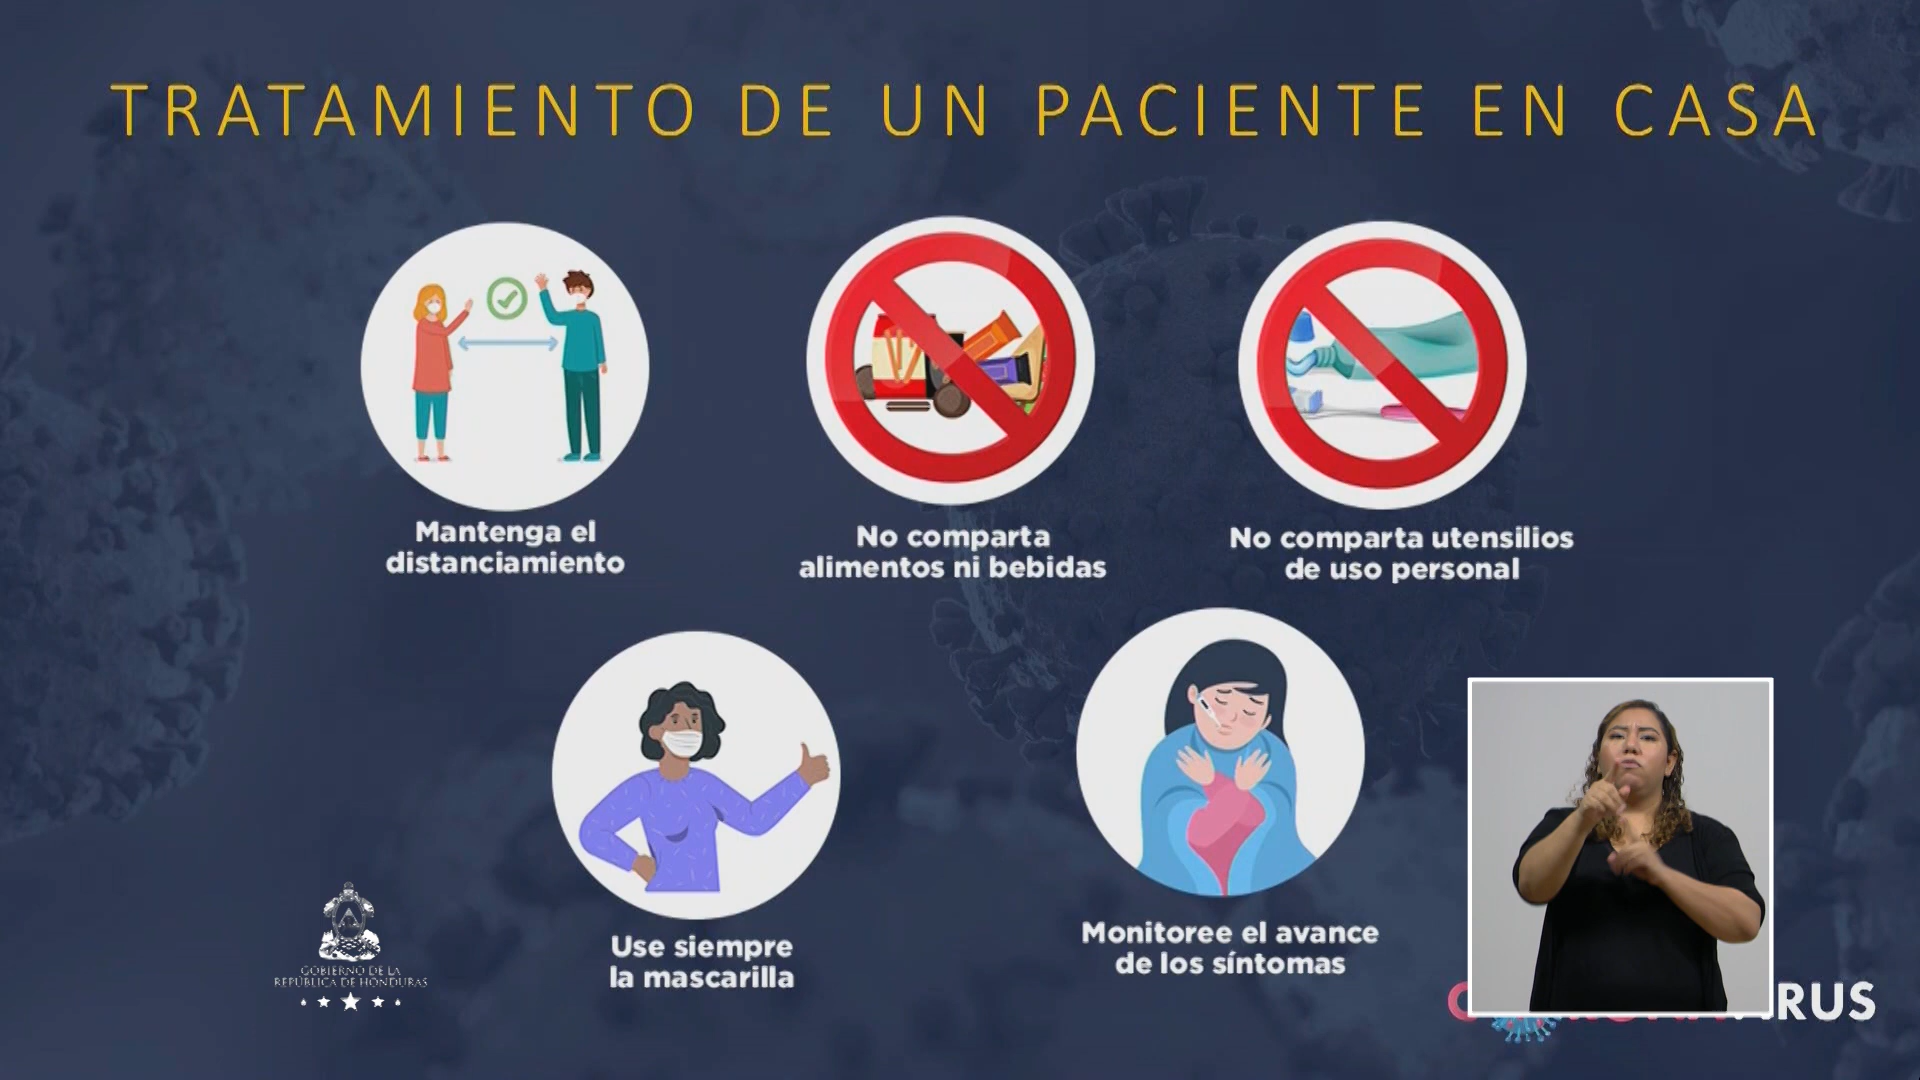 TRATAMIENTO DE UN PACIENTE EN CASA
Mantenga el
distanciamiento
No comparta
alimentos ni bebidas
No comparta utensilios
de uso personal
Use siempre
la mascarilla
Monitoree el avance
de los síntomas
GOBIERNO DE LA
REPÚBLICA DE HONDURAS